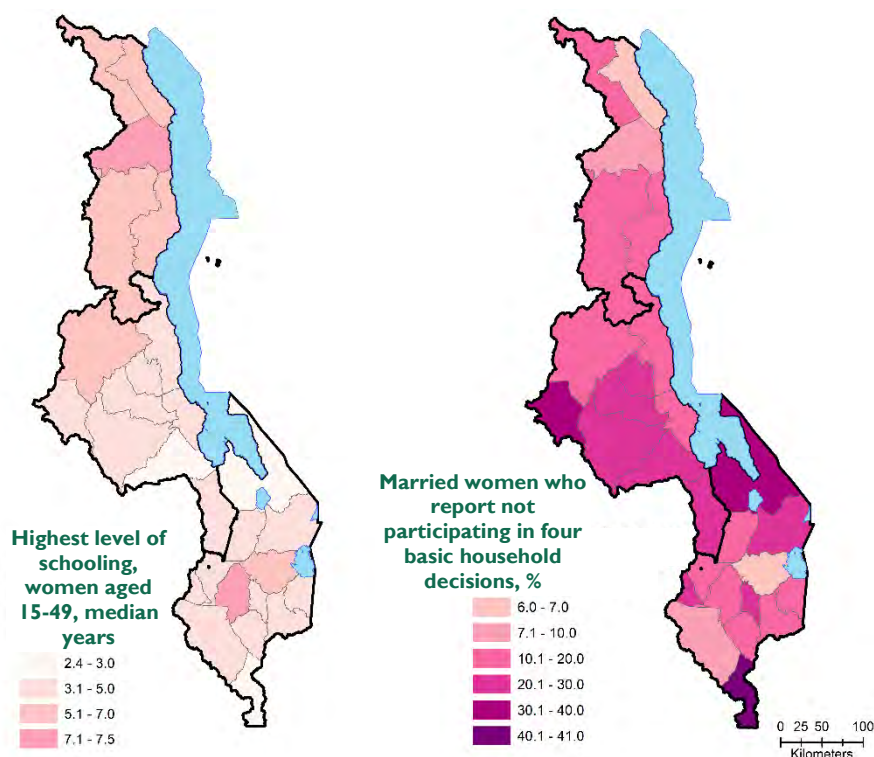 Highest level of
schooling,
women aged
15-49, median
years
2.4 - 3.0
3.1 - 5.0
5.1 - 7.0
7.1 - 7.5
Married women who
report not
participating in four
basic household
decisions, %
6.0 - 7.0
7.1 - 10.0
10.1 - 20.0
20.1 - 30.0
30.1 - 40.0
40.1 - 41.0
0 25 50 100
Kilometers